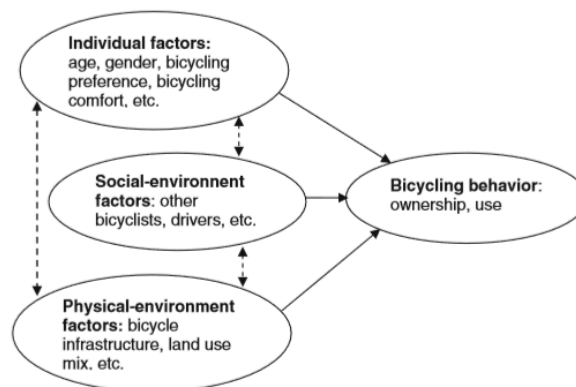 Individual factors:
age, gender, bicycling
preference, bicycling
comfort, etc.
Social-environment
factors: other
bicyclists, drivers, etc.
Bicycling behavior:
ownership, use
Physical-environment
factors: bicycle
infrastructure, land use
mix, etc.